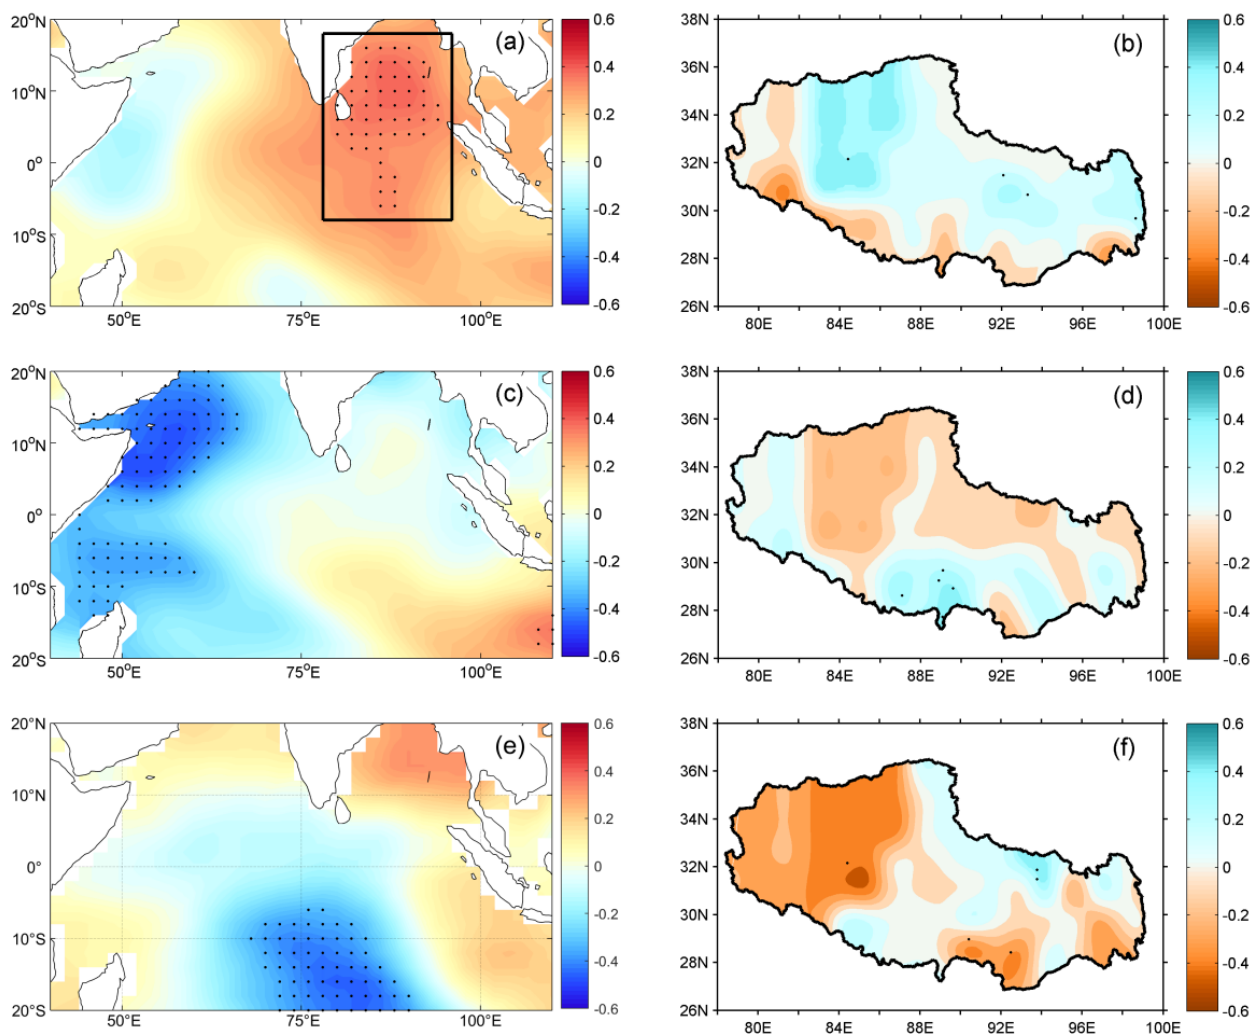 (a)
20°N
10°N
0°
10°S
20°S
50°E
75°E
100°E
0.6
0.4
0.2
0
-0.2
-0.4
-0.6
(b)
38N
36N
34N
32N
30N
28N
26N
80E
84E
88E
92E
96E
100E
0.6
0.4
0.2
0
-0.2
-0.4
-0.6
(c)
20°N
10°N
0°
10°S
20°S
50°E
75°E
100°E
0.6
0.4
0.2
0
-0.2
-0.4
-0.6
(d)
38N
36N
34N
32N
30N
28N
26N
80E
84E
88E
92E
96E
100E
0.6
0.4
0.2
0
-0.2
-0.4
-0.6
(e)
20°N
10°N
0°
10°S
20°S
50°E
75°E
100°E
0.6
0.4
0.2
0
-0.2
-0.4
-0.6
(f)
38N
36N
34N
32N
30N
28N
26N
80E
84E
88E
92E
96E
100E
0.6
0.4
0.2
0
-0.2
-0.4
-0.6